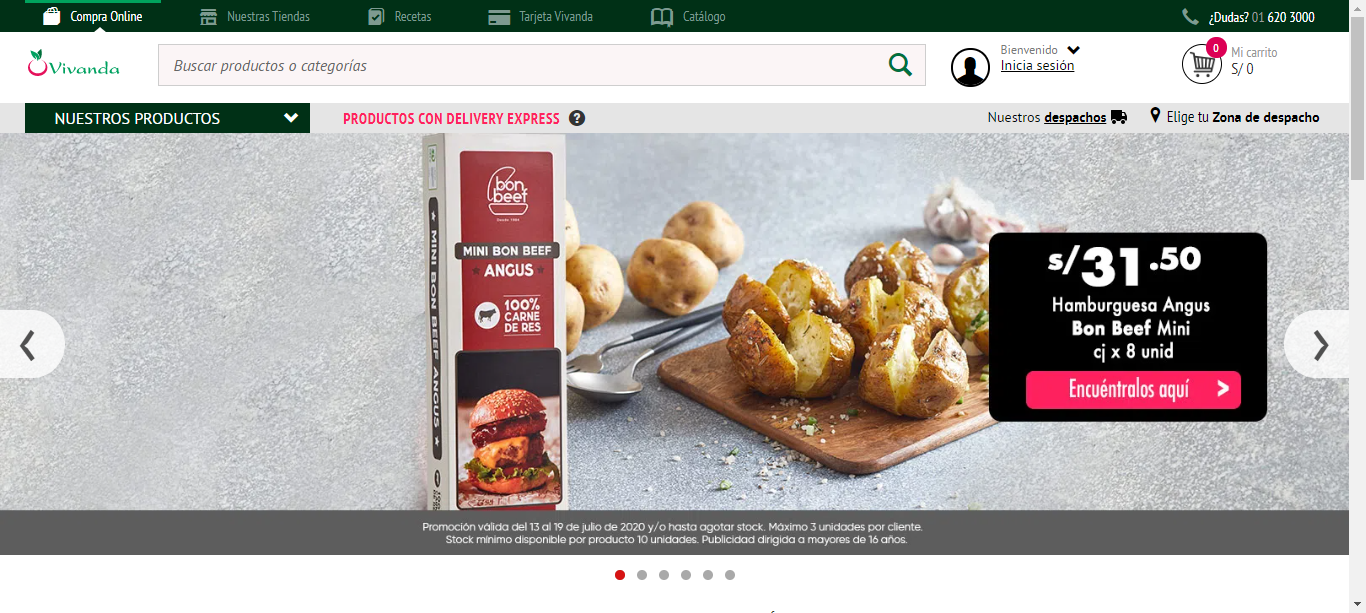 Compra Online
Nuestras Tiendas
Recetas
Tarjeta Vivanda
Catálogo
¿Dudas? 01 620 3000
Vivanda
Buscar productos o categorías
Bienvenido
Inicia sesión
0
Mi carrito
S/ 0
NUESTROS PRODUCTOS
PRODUCTOS CON DELIVERY EXPRESS ?
Nuestros despachos
Elige tu Zona de despacho
bon
beef
Desde 1984
MINI BON BEEF
ANGUS
100%
CARNE
DE RES
MINI BON BEEF ANGUS
S/31.50
Hamburguesa Angus
Bon Beef Mini
cj x 8 unid
Encuéntralos aquí >
Promoción válida del 13 al 19 de julio de 2020 y/o hasta agotar stock. Máximo 3 unidades por cliente.
Stock mínimo disponible por producto 10 unidades. Publicidad dirigida a mayores de 16 años.